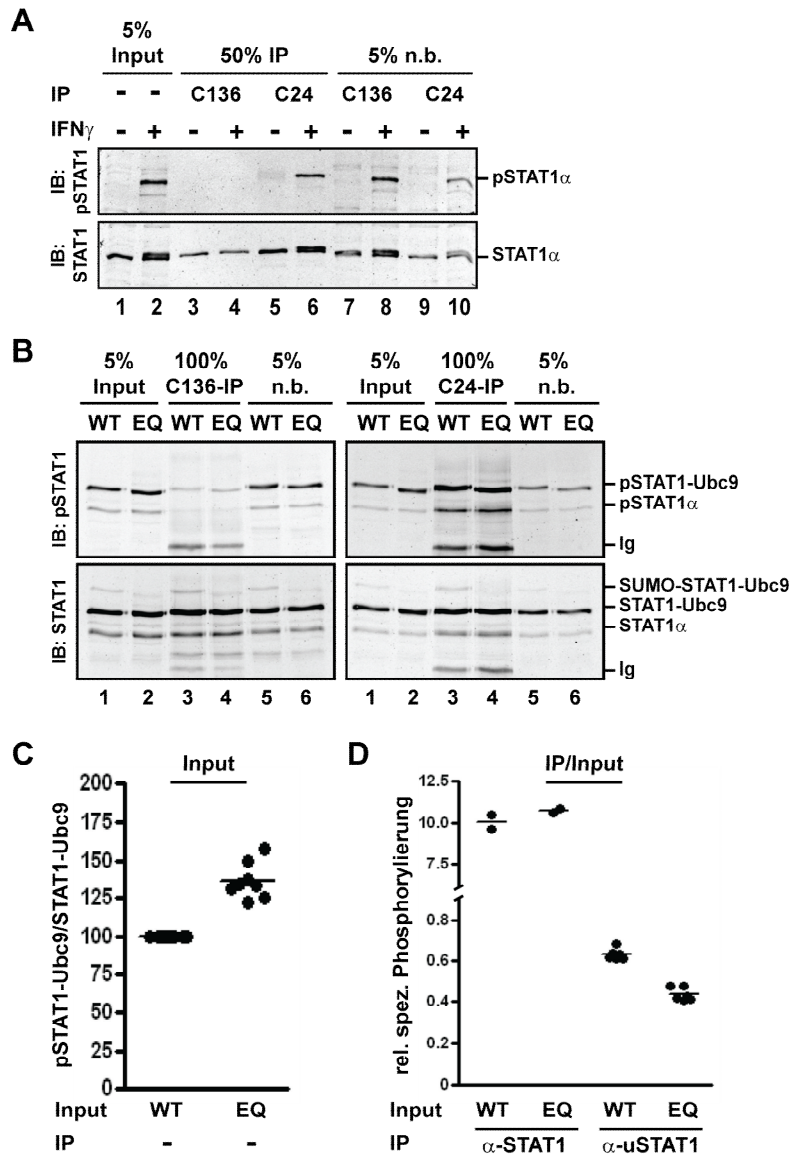 A
5% Input 50% IP 5% n.b.
IP - - C136 C24 C136 C24
IFNγ - + - + - + - + - +
IB: pSTAT1
pSTAT1α
IB: STAT1
STAT1α
1 2 3 4 5 6 7 8 9 10
B
5% Input 100% C136-IP 5% n.b. 5% Input 100% C24-IP 5% n.b.
WT EQ WT EQ WT EQ WT EQ WT EQ WT EQ
IB: pSTAT1
pSTAT1-Ubc9
pSTAT1α
Ig
IB: STAT1
SUMO-STAT1-Ubc9
STAT1-Ubc9
STAT1α
Ig
1 2 3 4 5 6 1 2 3 4 5 6
C
Input
pSTAT1-Ubc9/STAT1-Ubc9
200
175
150
125
100
75
50
25
0
Input WT EQ
IP - -
D
IP/Input
rel. spez. Phosphorylierung
12.5
10.0
7.5
0.8
0.6
0.4
0
Input WT EQ WT EQ
IP α-STAT1 α-uSTAT1